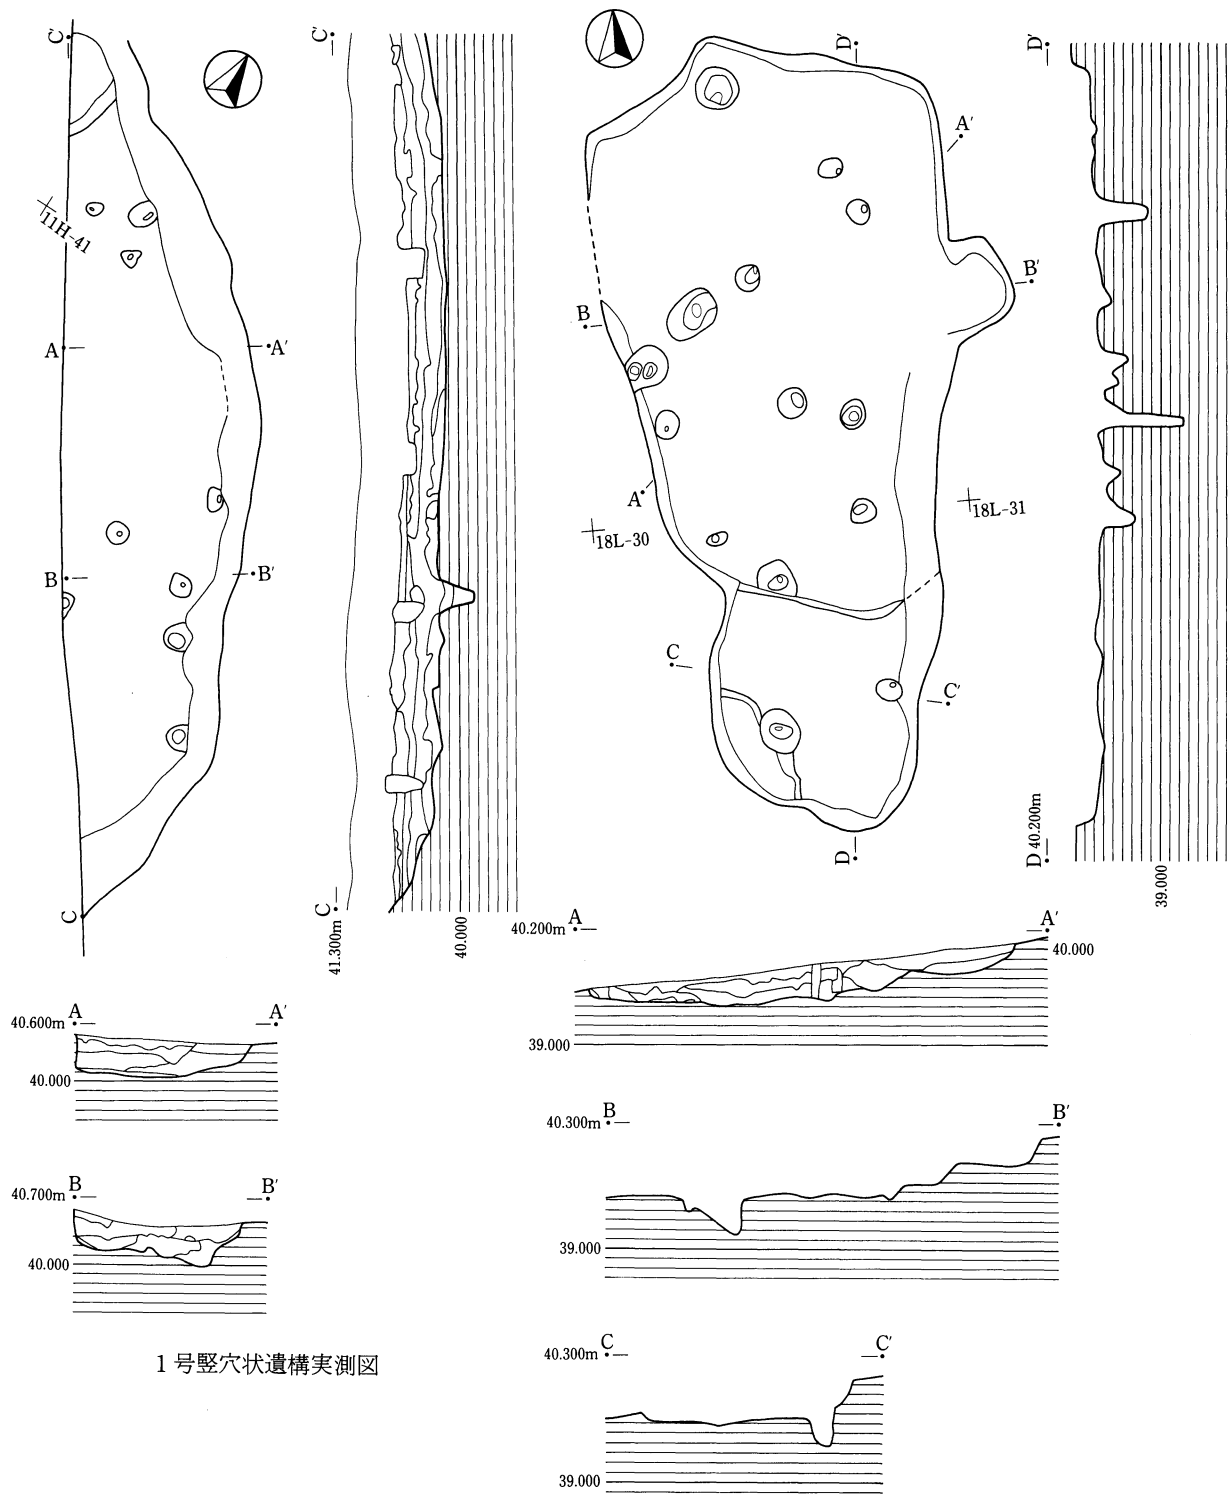 C′
11H-41
A
A′
B
B′
C
C′
C
41.300m
40.000
A
A′
40.600m
40.000
B
B′
40.700m
40.000
1号竪穴状遺構実測図
D′
A′
B′
B
A
18L-30
18L-31
C
C′
D
D′
D
40.200m
39.000
A
A′
40.200m
40.000
39.000
B
B′
40.300m
39.000
C
C′
40.300m
39.000